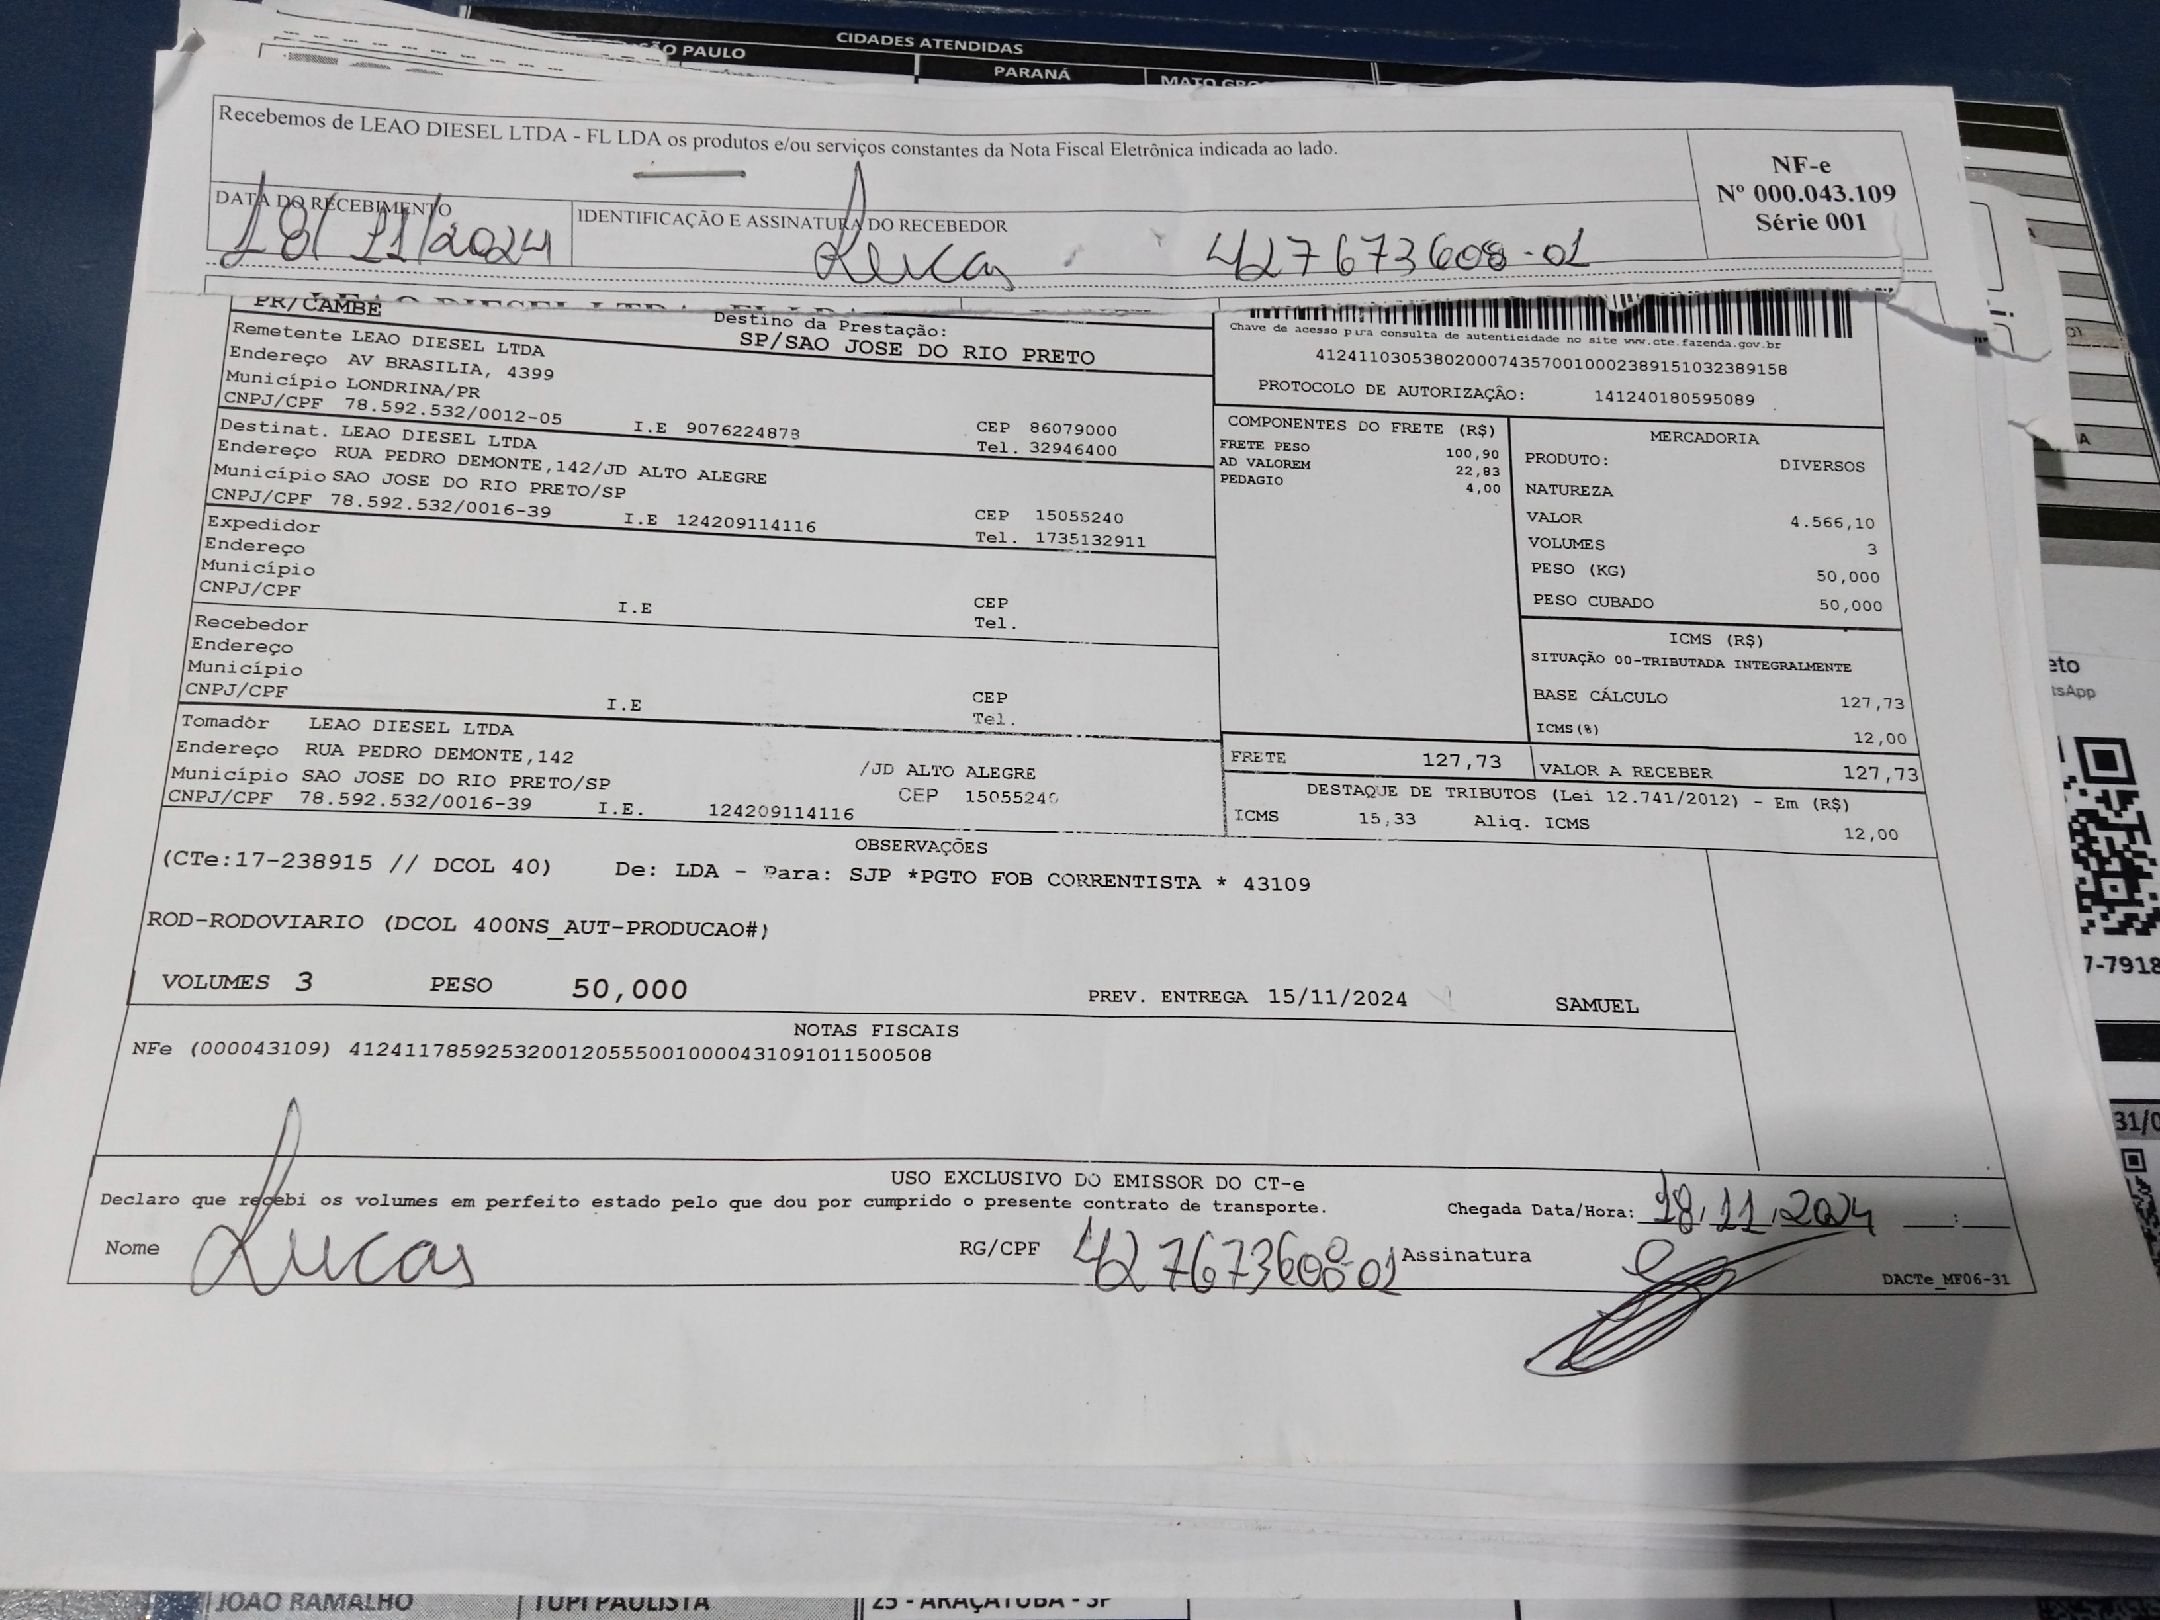 CIDADES ATENDIDAS
ÃO PAULO
PARANÁ
Recebemos de LEAO DIESEL LTDA - FL LDA os produtos e/ou serviços constantes da Nota Fiscal Eletrônica indicada ao lado.
NF-e
Nº 000.043.109
Série 001
DATA DO RECEBIMENTO
18/11/2024
IDENTIFICAÇÃO E ASSINATURA DO RECEBEDOR
Lucas 427673608-01
PR/CAMBE
Destino da Prestação:
SP/SAO JOSE DO RIO PRETO
Remetente LEAO DIESEL LTDA
Endereço AV BRASILIA, 4399
Município LONDRINA/PR
CNPJ/CPF 78.592.532/0012-05 I.E 9076224878 CEP 86079000
Tel. 32946400
Destinat. LEAO DIESEL LTDA
Endereço RUA PEDRO DEMONTE,142/JD ALTO ALEGRE
Município SAO JOSE DO RIO PRETO/SP
CNPJ/CPF 78.592.532/0016-39 I.E 124209114116 CEP 15055240
Tel. 1735132911
Expedidor
Endereço
Município
CNPJ/CPF I.E CEP
Tel.
Recebedor
Endereço
Município
CNPJ/CPF I.E CEP
Tel.
Tomador LEAO DIESEL LTDA
Endereço RUA PEDRO DEMONTE,142 /JD ALTO ALEGRE
Município SAO JOSE DO RIO PRETO/SP CEP 15055240
CNPJ/CPF 78.592.532/0016-39 I.E. 124209114116
Chave de acesso para consulta de autenticidade no site www.cte.fazenda.gov.br
41241103053802000743570010002389151032389158
PROTOCOLO DE AUTORIZAÇÃO: 141240180595089
COMPONENTES DO FRETE (R$)
FRETE PESO 100,90
AD VALOREM 22,83
PEDAGIO 4,00
MERCADORIA
PRODUTO: DIVERSOS
NATUREZA
VALOR 4.566,10
VOLUMES 3
PESO (KG) 50,000
PESO CUBADO 50,000
ICMS (R$)
SITUAÇÃO 00-TRIBUTADA INTEGRALMENTE
BASE CÁLCULO 127,73
ICMS(%) 12,00
FRETE 127,73 VALOR A RECEBER 127,73
DESTAQUE DE TRIBUTOS (Lei 12.741/2012) - Em (R$)
ICMS 15,33 Aliq. ICMS 12,00
OBSERVAÇÕES
(CTe:17-238915 // DCOL 40) De: LDA - Para: SJP *PGTO FOB CORRENTISTA * 43109
ROD-RODOVIARIO (DCOL 400NS_AUT-PRODUCAO#)
VOLUMES 3 PESO 50,000 PREV. ENTREGA 15/11/2024 SAMUEL
NOTAS FISCAIS
NFe (000043109) 41241178592532001205550010000431091011500508
USO EXCLUSIVO DO EMISSOR DO CT-e
Declaro que recebi os volumes em perfeito estado pelo que dou por cumprido o presente contrato de transporte.
Chegada Data/Hora: 18/11/2024 __:__
Nome Lucas RG/CPF 427673608-01 Assinatura
DACTe_MF06-31
eto
tsApp
7-7918
31/0
JOAO RAMALHO
TUPI PAULISTA
25 - ARAÇATUBA - SP